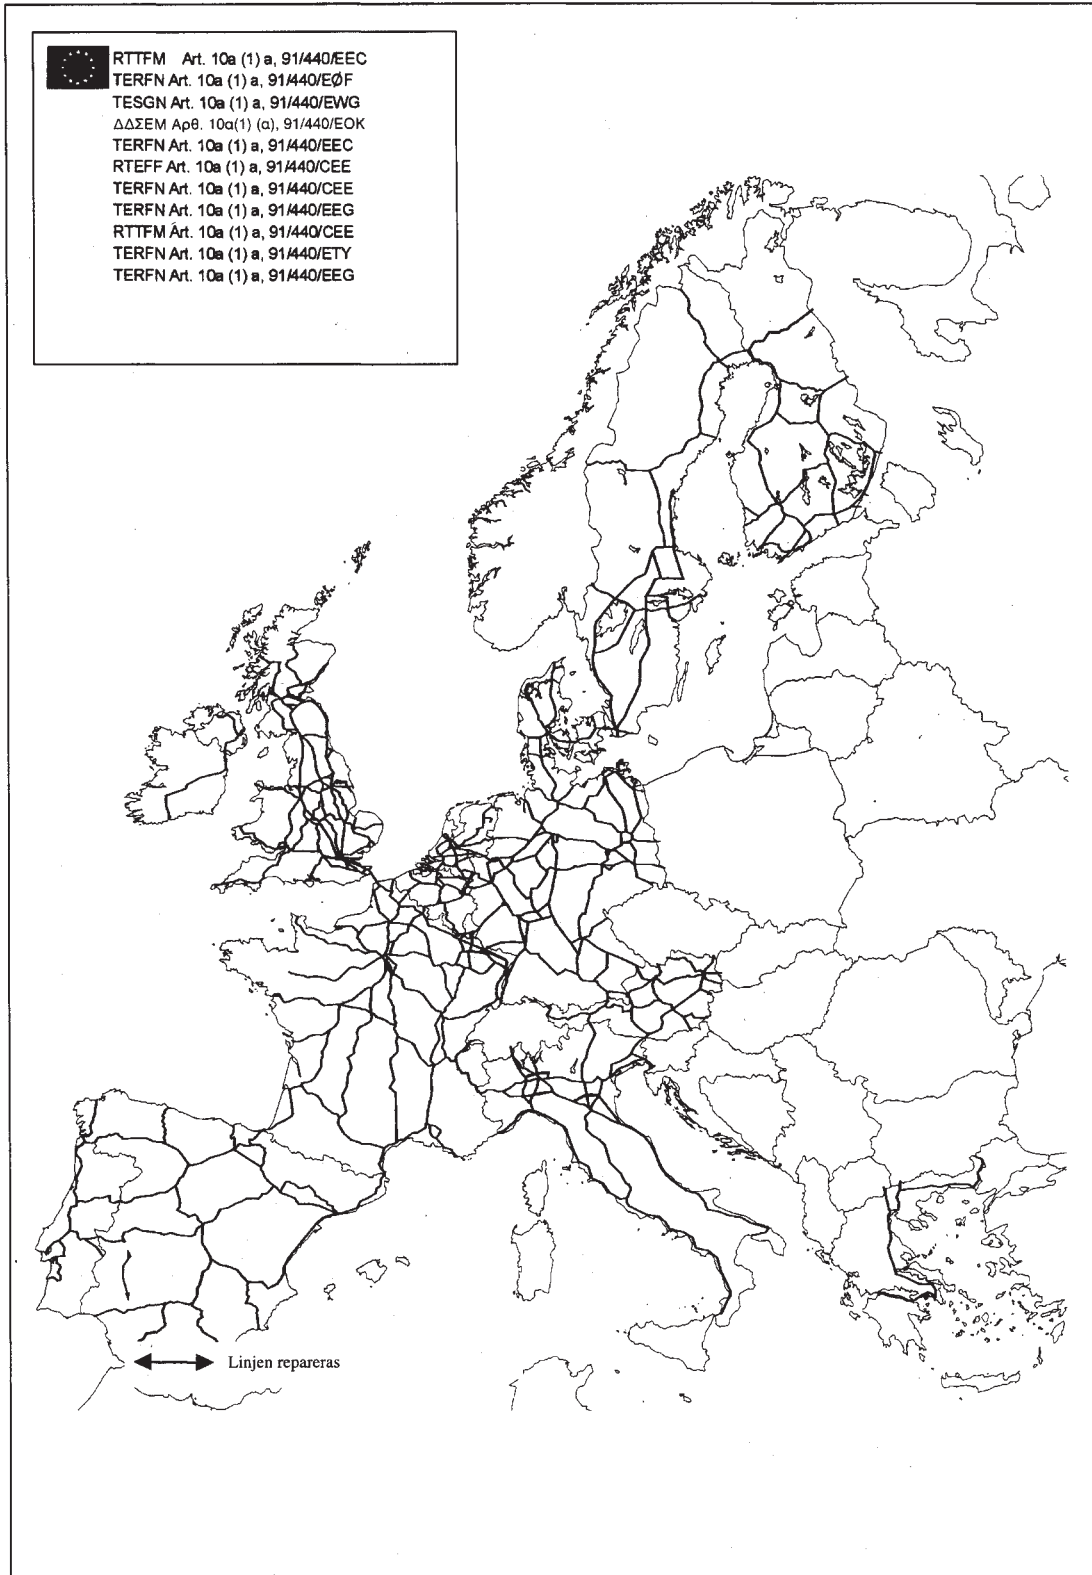 RTTFM Art. 10a (1) a, 91/440/EEC
TERFN Art. 10a (1) a, 91/440/EØF
TESGN Art. 10a (1) a, 91/440/EWG
ΔΔΣΕΜ Αρθ. 10α(1) (α), 91/440/ΕΟΚ
TERFN Art. 10a (1) a, 91/440/EEC
RTEFF Art. 10a (1) a, 91/440/CEE
TERFN Art. 10a (1) a, 91/440/CEE
TERFN Art. 10a (1) a, 91/440/EEG
RTTFM Art. 10a (1) a, 91/440/CEE
TERFN Art. 10a (1) a, 91/440/ETY
TERFN Art. 10a (1) a, 91/440/EEG
Linjen repareras